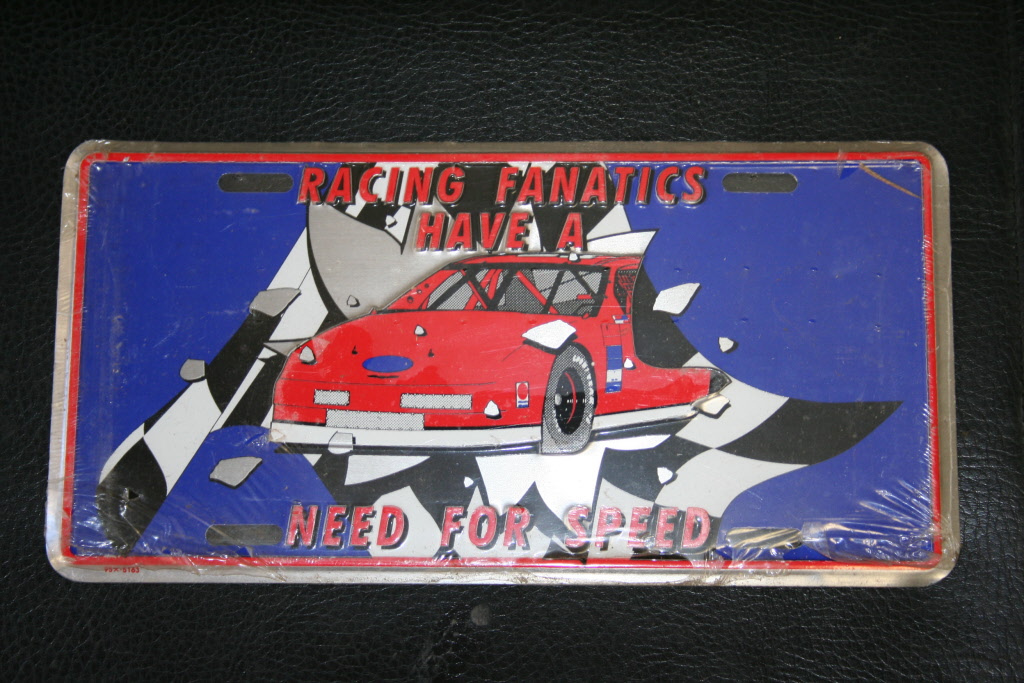 RACING FANATICS
HAVE A
NEED FOR SPEED